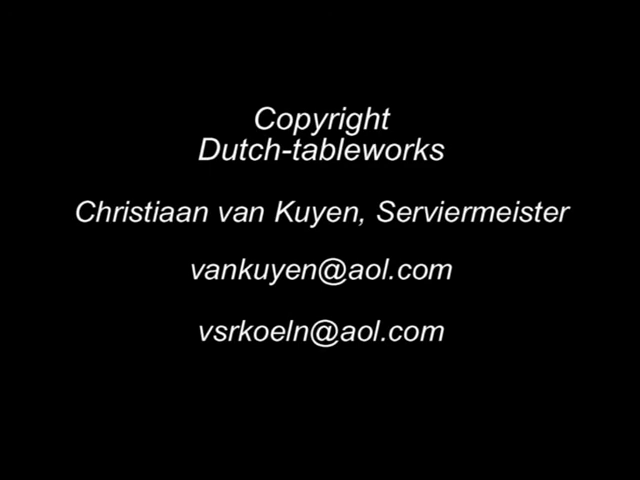 Copyright
Dutch-tableworks
Christiaan van Kuyen, Serviermeister
vankuyen@aol.com
vsrkoeln@aol.com